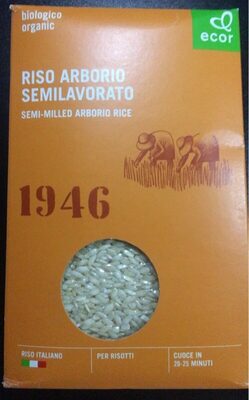 biologico
organic
ecor
RISO ARBORIO
SEMILAVORATO
SEMI-MILLED ARBORIO RICE
1946
RISO ITALIANO
PER RISOTTI
CUOCE IN
20-25 MINUTI